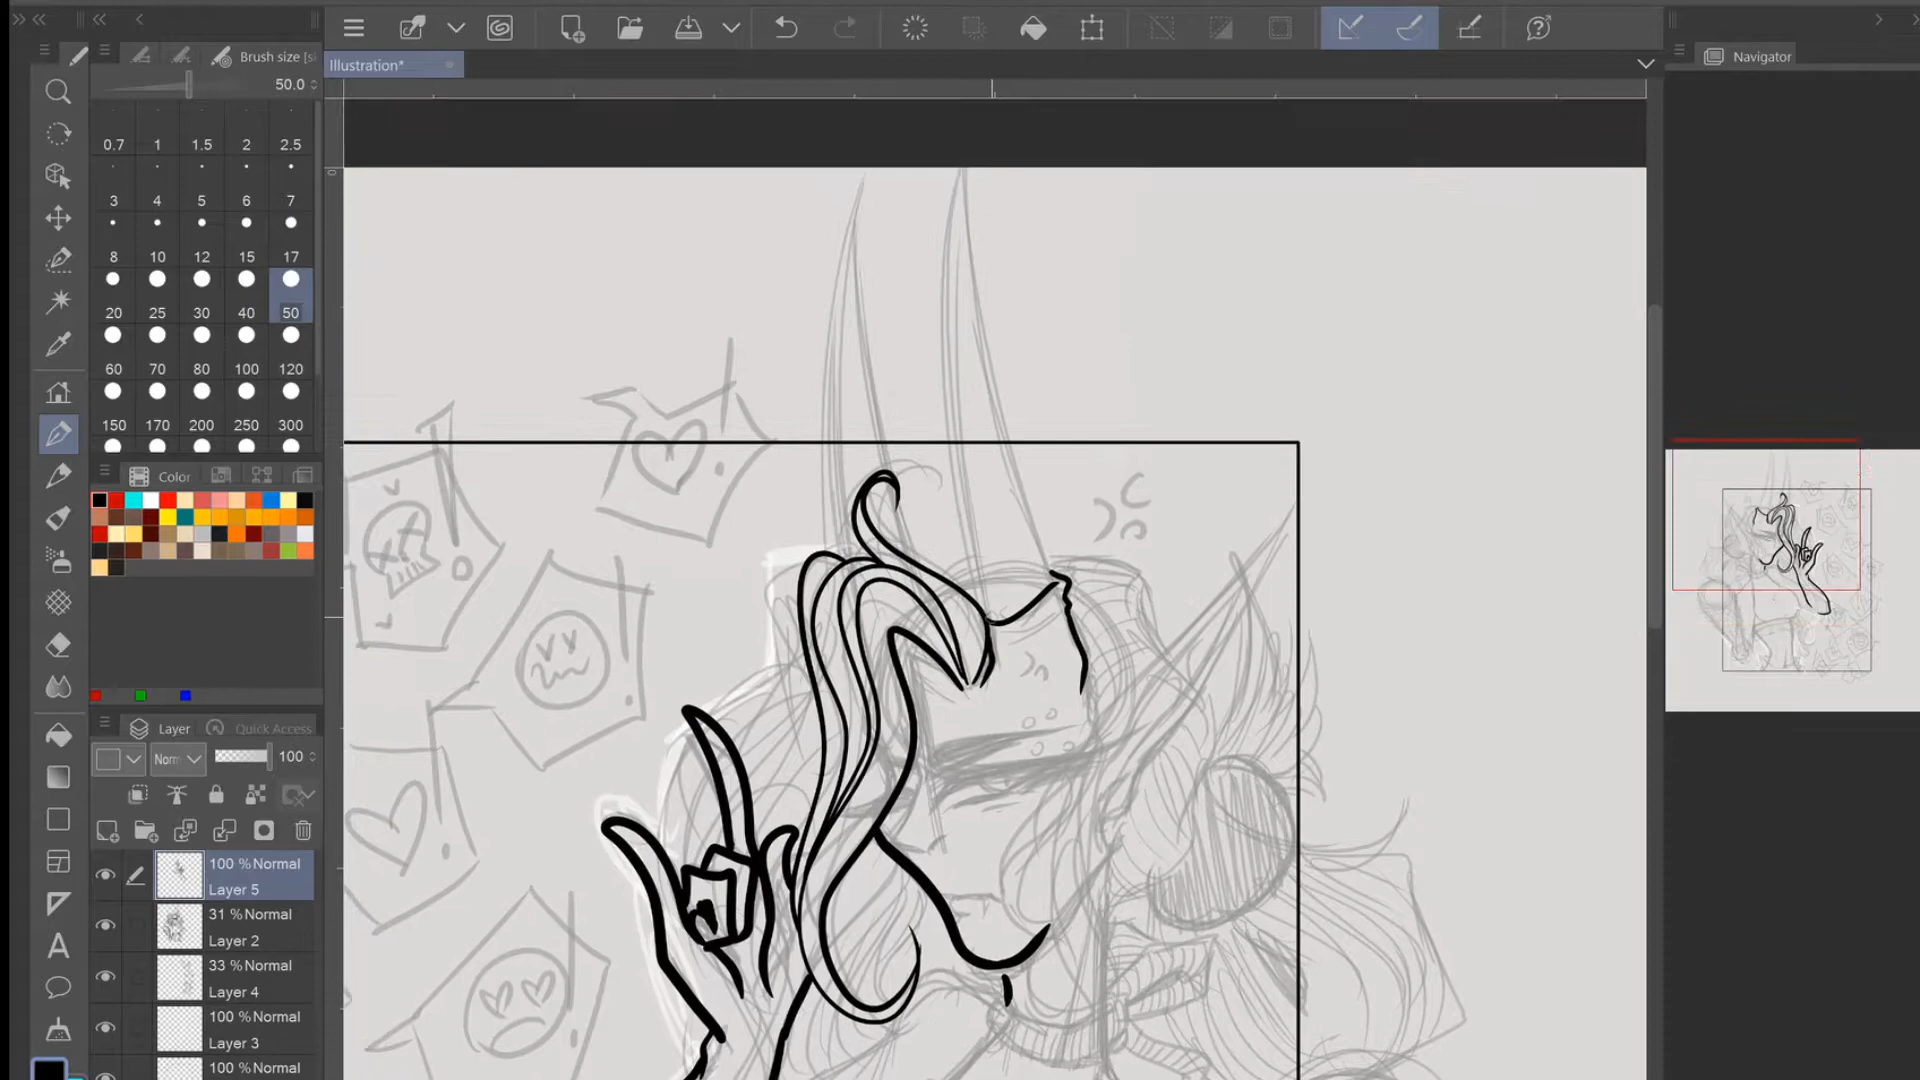 Brush size [s
50.0
Illustration*
Navigator
0.7 1 1.5 2 2.5
3 4 5 6 7
8 10 12 15 17
20 25 30 40 50
60 70 80 100 120
150 170 200 250 300
Color
Layer Quick Access
Norm 100
100 %Normal
Layer 5
31 %Normal
Layer 2
33 %Normal
Layer 4
100 %Normal
Layer 3
100 %Normal
0